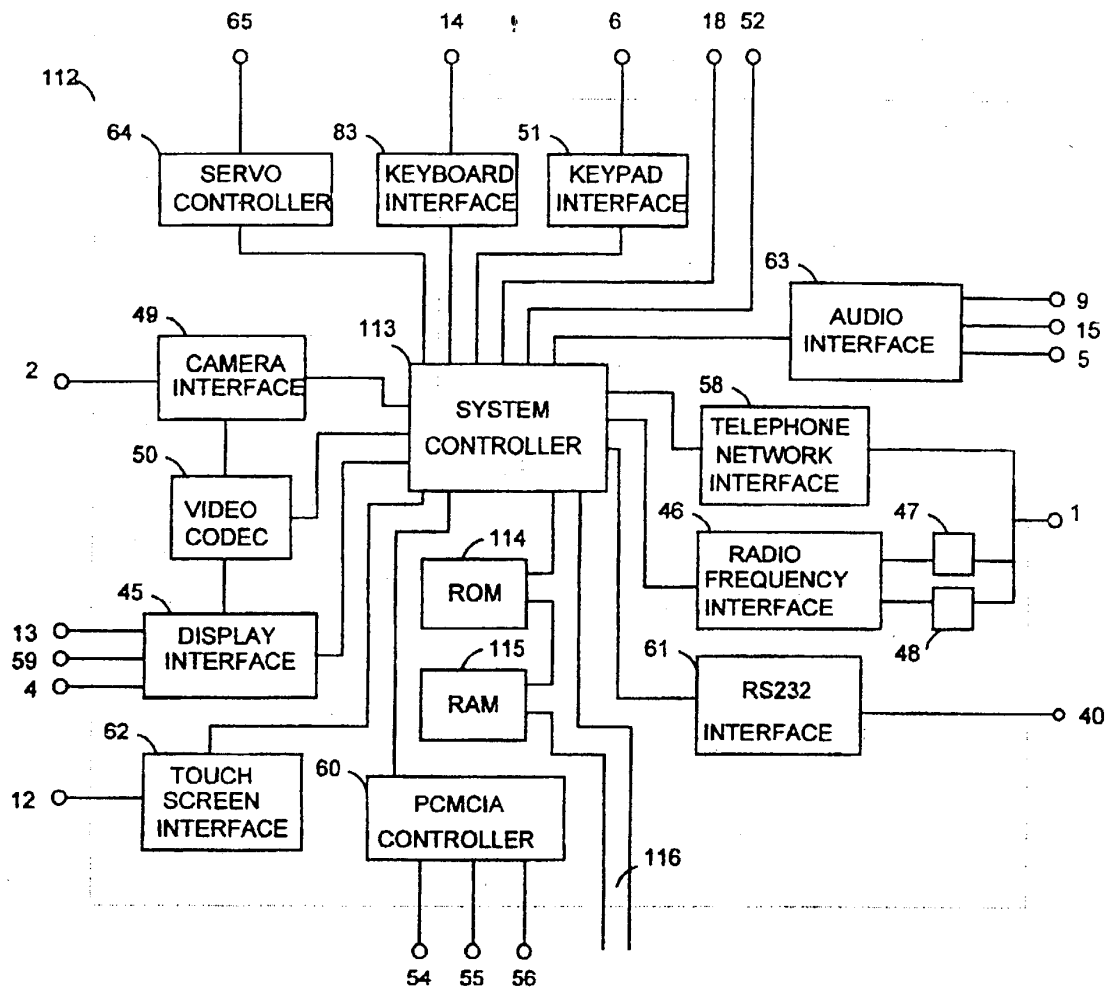 65
14
6
18
52
112
64
83
51
SERVO
CONTROLLER
KEYBOARD
INTERFACE
KEYPAD
INTERFACE
63
AUDIO
INTERFACE
9
15
5
49
CAMERA
INTERFACE
2
113
SYSTEM
CONTROLLER
58
TELEPHONE
NETWORK
INTERFACE
50
VIDEO
CODEC
46
RADIO
FREQUENCY
INTERFACE
47
48
1
114
ROM
45
DISPLAY
INTERFACE
13
59
4
115
RAM
61
RS232
INTERFACE
40
62
TOUCH
SCREEN
INTERFACE
12
60
PCMCIA
CONTROLLER
116
54
55
56